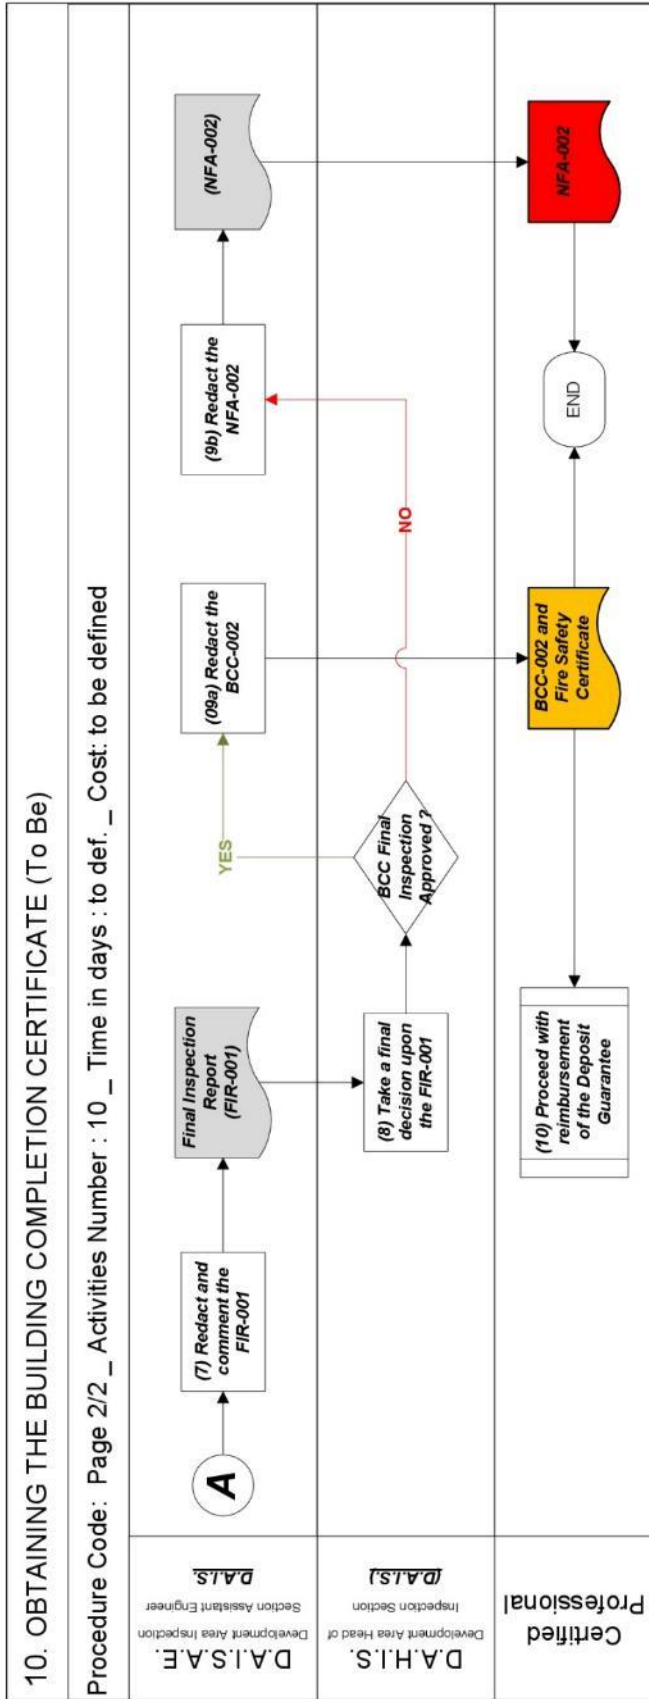 10. OBTAINING THE BUILDING COMPLETION CERTIFICATE (To Be)
Procedure Code: Page 2/2 _ Activities Number : 10 _ Time in days : to def. _ Cost: to be defined
D.A.I.S.A.E.
Development Area Inspection
Section Assistant Engineer
D.A.I.S.
A
(7) Redact and
comment the
FIR-001
Final Inspection
Report
(FIR-001)
YES
(09a) Redact the
BCC-002
(9b) Redact the
NFA-002
(NFA-002)
D.A.H.I.S.
Development Area Head of
Inspection Section
(D.A.I.S.)
(8) Take a final
decision upon
the FIR-001
BCC Final
Inspection
Approved ?
NO
Certified
Professional
(10) Proceed with
reimbursement
of the Deposit
Guarantee
BCC-002 and
Fire Safety
Certificate
END
NFA-002